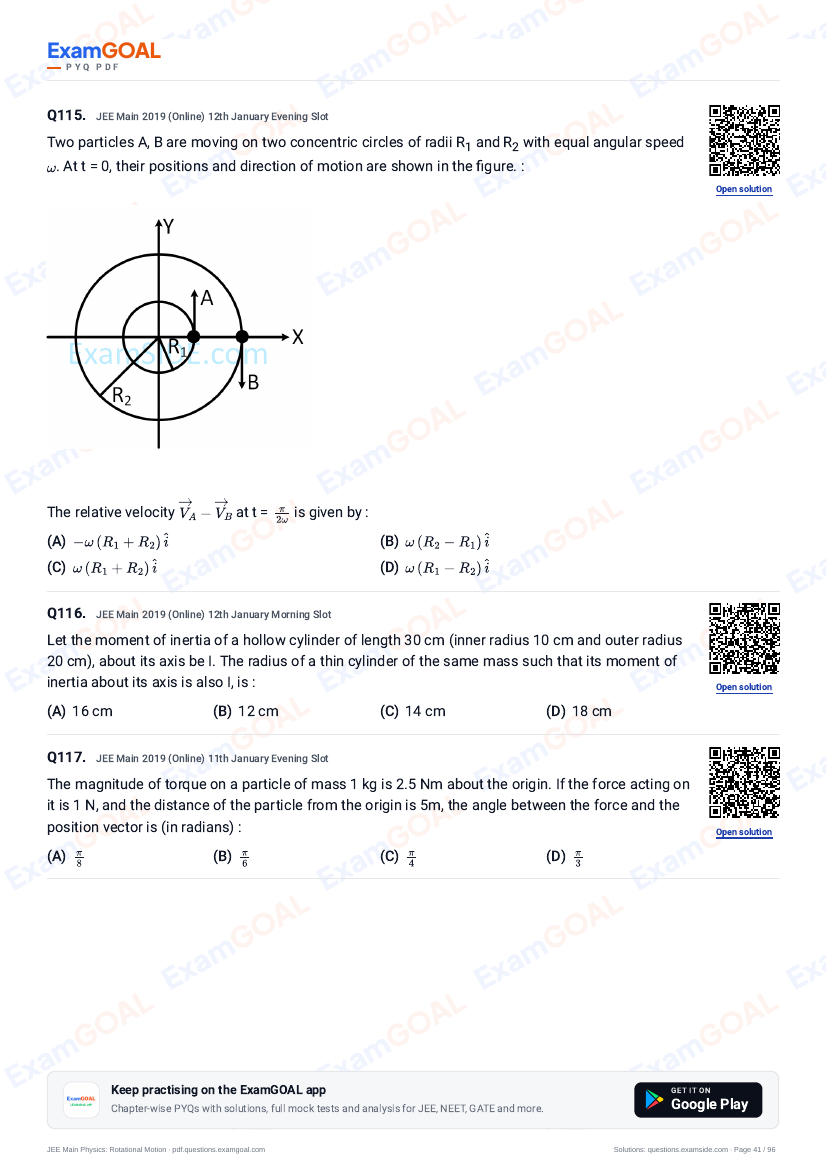 ExamGOAL
PYQ PDF
Q115. JEE Main 2019 (Online) 12th January Evening Slot
Two particles A, B are moving on two concentric circles of radii R₁ and R₂ with equal angular speed
ω. At t = 0, their positions and direction of motion are shown in the figure. :
Open solution
Y
A
X
R₁
ExamSIDE.com
B
R₂
The relative velocity \(\overrightarrow{V}_A - \overrightarrow{V}_B\) at t = \(\frac{\pi}{2\omega}\) is given by :
(A) −ω (R₁ + R₂) î (B) ω (R₂ − R₁) î
(C) ω (R₁ + R₂) î (D) ω (R₁ − R₂) î
Q116. JEE Main 2019 (Online) 12th January Morning Slot
Let the moment of inertia of a hollow cylinder of length 30 cm (inner radius 10 cm and outer radius
20 cm), about its axis be I. The radius of a thin cylinder of the same mass such that its moment of
inertia about its axis is also I, is :
Open solution
(A) 16 cm (B) 12 cm (C) 14 cm (D) 18 cm
Q117. JEE Main 2019 (Online) 11th January Evening Slot
The magnitude of torque on a particle of mass 1 kg is 2.5 Nm about the origin. If the force acting on
it is 1 N, and the distance of the particle from the origin is 5m, the angle between the force and the
position vector is (in radians) :
Open solution
(A) π/8 (B) π/6 (C) π/4 (D) π/3
ExamGOAL
Keep practising on the ExamGOAL app
Chapter-wise PYQs with solutions, full mock tests and analysis for JEE, NEET, GATE and more.
GET IT ON
Google Play
JEE Main Physics: Rotational Motion · pdf.questions.examgoal.com
Solutions: questions.examside.com · Page 41 / 96